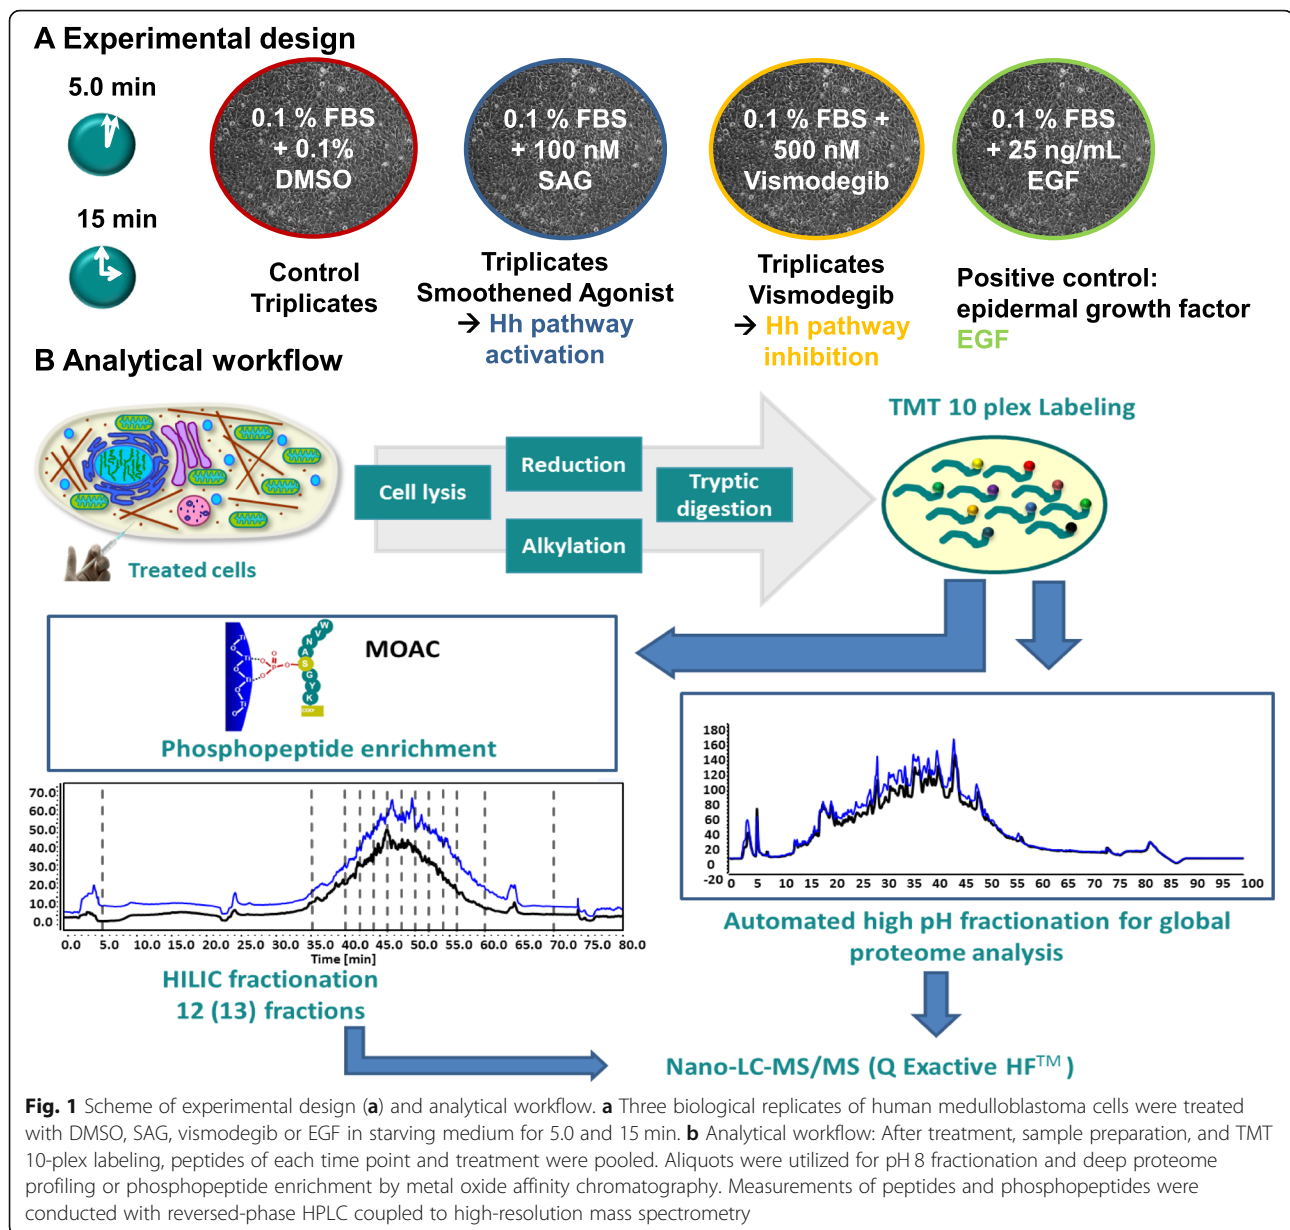 A Experimental design
5.0 min
15 min
0.1 % FBS
+ 0.1%
DMSO
0.1 % FBS
+ 100 nM
SAG
0.1 % FBS +
500 nM
Vismodegib
0.1 % FBS
+ 25 ng/mL
EGF
Control
Triplicates
Triplicates
Smoothened Agonist
→ Hh pathway
activation
Triplicates
Vismodegib
→ Hh pathway
inhibition
Positive control:
epidermal growth factor
EGF
B Analytical workflow
Treated cells
Cell lysis
Reduction
Alkylation
Tryptic
digestion
TMT 10 plex Labeling
MOAC
Ti
O
Ti
O
Ti
O
Ti
O
O
O
P
O
O
W
V
N
A
S
G
Y
K
COO-
Phosphopeptide enrichment
70.0
60.0
50.0
40.0
30.0
20.0
10.0
0.0
0.0 5.0 10.0 15.0 20.0 25.0 30.0 35.0 40.0 45.0 50.0 55.0 60.0 65.0 70.0 75.0 80.0
Time [min]
HILIC fractionation
12 (13) fractions
180
160
140
120
100
80
60
40
20
0
-20
0 5 10 15 20 25 30 35 40 45 50 55 60 65 70 75 80 85 90 95 100
Automated high pH fractionation for global
proteome analysis
Nano-LC-MS/MS (Q Exactive HF™ )
Fig. 1 Scheme of experimental design (a) and analytical workflow. a Three biological replicates of human medulloblastoma cells were treated
with DMSO, SAG, vismodegib or EGF in starving medium for 5.0 and 15 min. b Analytical workflow: After treatment, sample preparation, and TMT
10-plex labeling, peptides of each time point and treatment were pooled. Aliquots were utilized for pH 8 fractionation and deep proteome
profiling or phosphopeptide enrichment by metal oxide affinity chromatography. Measurements of peptides and phosphopeptides were
conducted with reversed-phase HPLC coupled to high-resolution mass spectrometry